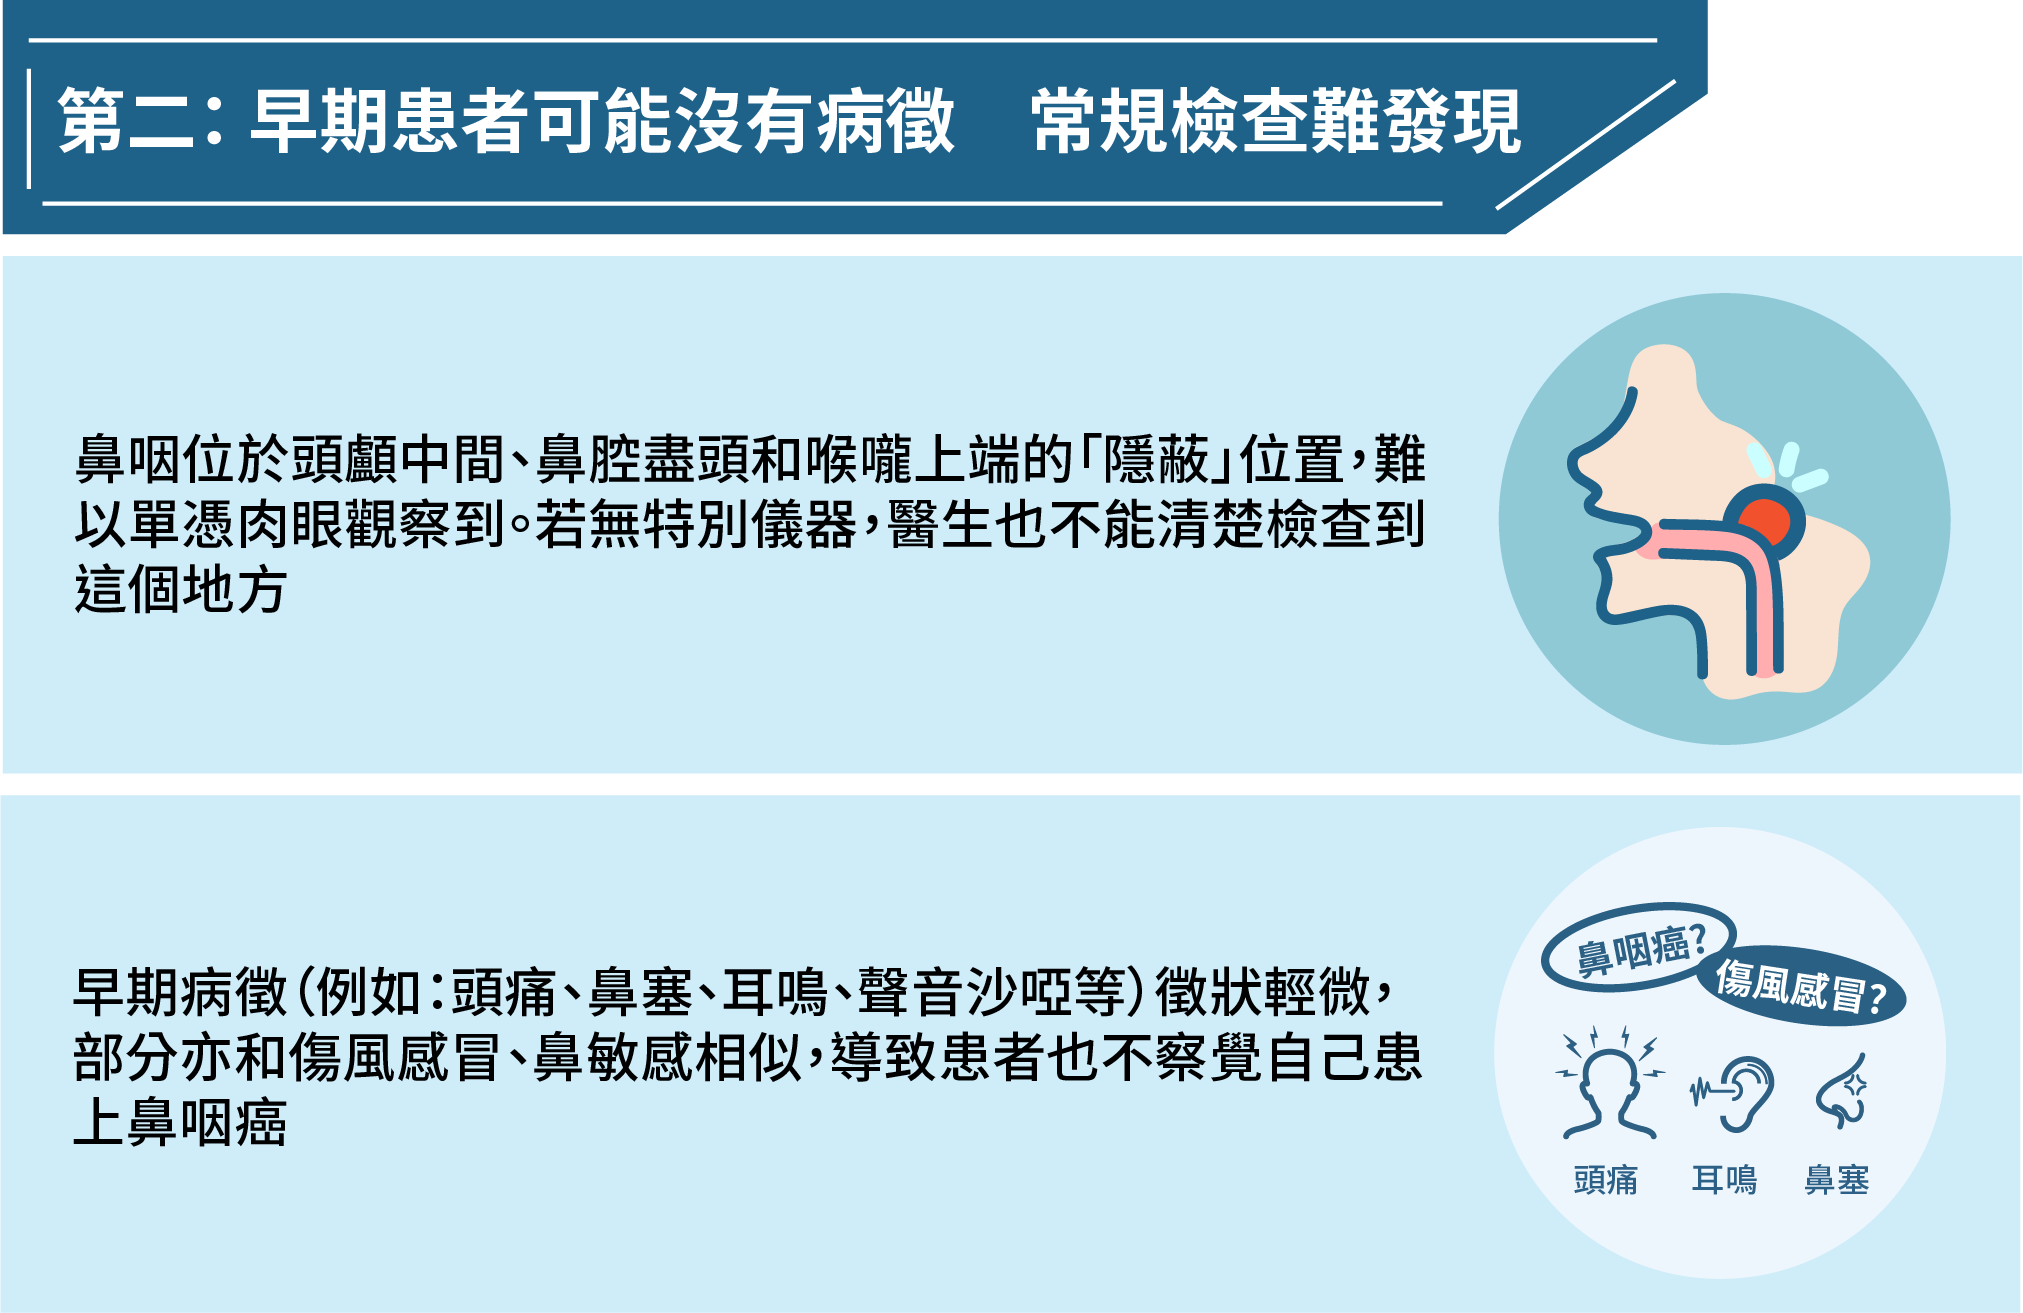 第二：早期患者可能沒有病徵　常規檢查難發現
鼻咽位於頭顱中間、鼻腔盡頭和喉嚨上端的「隱蔽」位置，難
以單憑肉眼觀察到。若無特別儀器，醫生也不能清楚檢查到
這個地方
早期病徵（例如：頭痛、鼻塞、耳鳴、聲音沙啞等）徵狀輕微，
部分亦和傷風感冒、鼻敏感相似，導致患者也不察覺自己患
上鼻咽癌
鼻咽癌？
傷風感冒？
頭痛
耳鳴
鼻塞